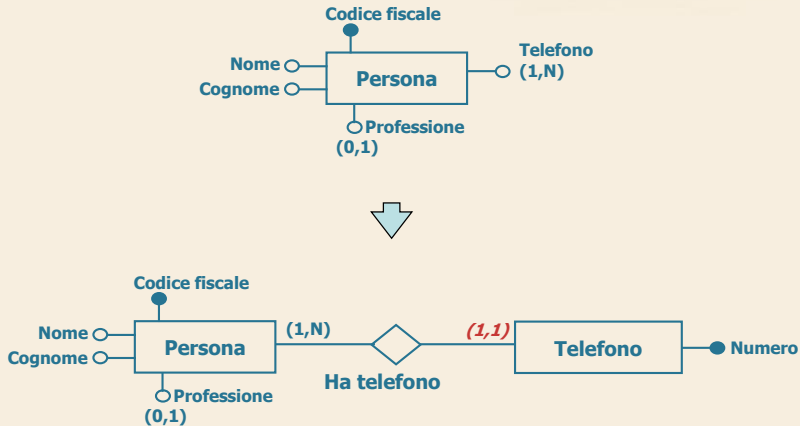 Codice fiscale
Nome
Cognome
Persona
Telefono
(1,N)
Professione
(0,1)
Codice fiscale
Nome
Cognome
Persona
(1,N)
Ha telefono
(1,1)
Telefono
Numero
Professione
(0,1)